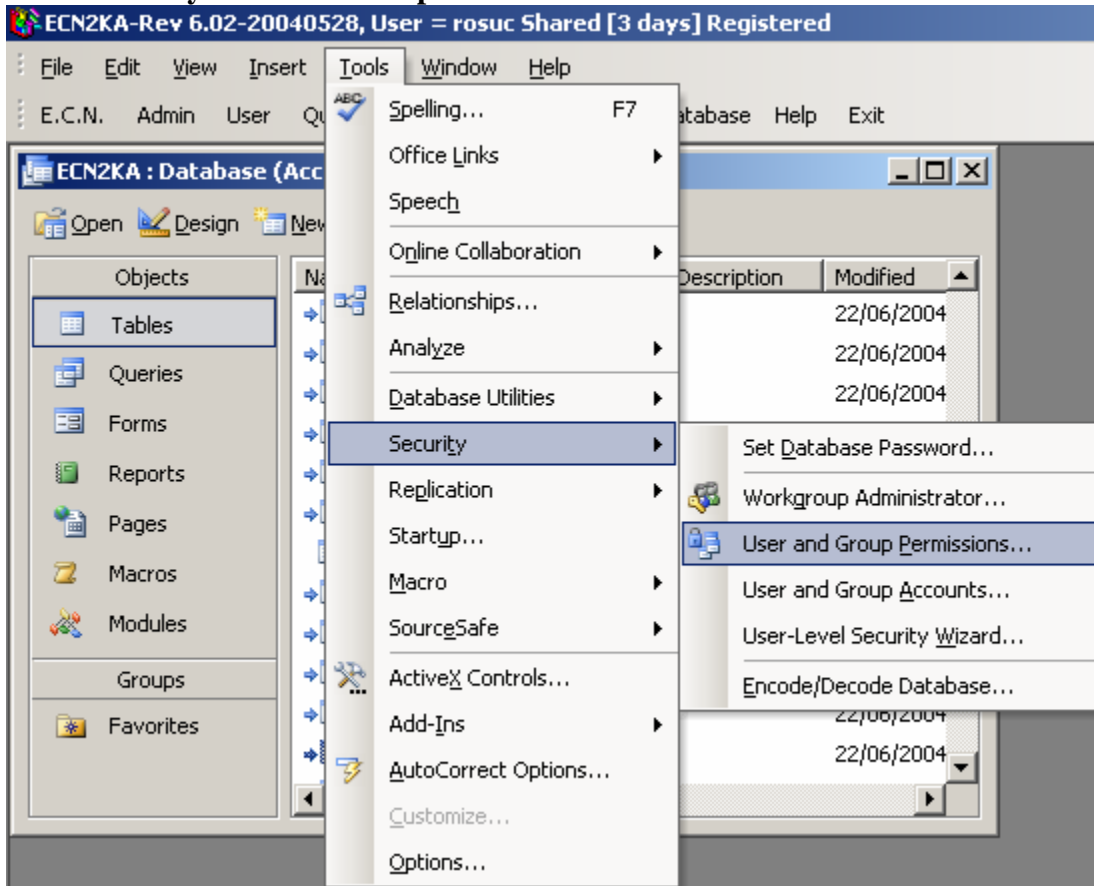 ECN2KA-Rev 6.02-20040528, User = rosuc Shared [3 days] Registered
File Edit View Insert Tools Window Help
E.C.N. Admin User Help Exit
Spelling... F7
Office Links
Speech
Online Collaboration
Relationships...
Analyze
Database Utilities
Security
Replication
Startup...
Macro
SourceSafe
ActiveX Controls...
Add-Ins
AutoCorrect Options...
Customize...
Options...
ECN2KA : Database
Open Design New
Objects
Tables
Queries
Forms
Reports
Pages
Macros
Modules
Groups
Favorites
Description Modified
22/06/2004
22/06/2004
22/06/2004
Set Database Password...
Workgroup Administrator...
User and Group Permissions...
User and Group Accounts...
User-Level Security Wizard...
Encode/Decode Database...
22/06/2004
22/06/2004